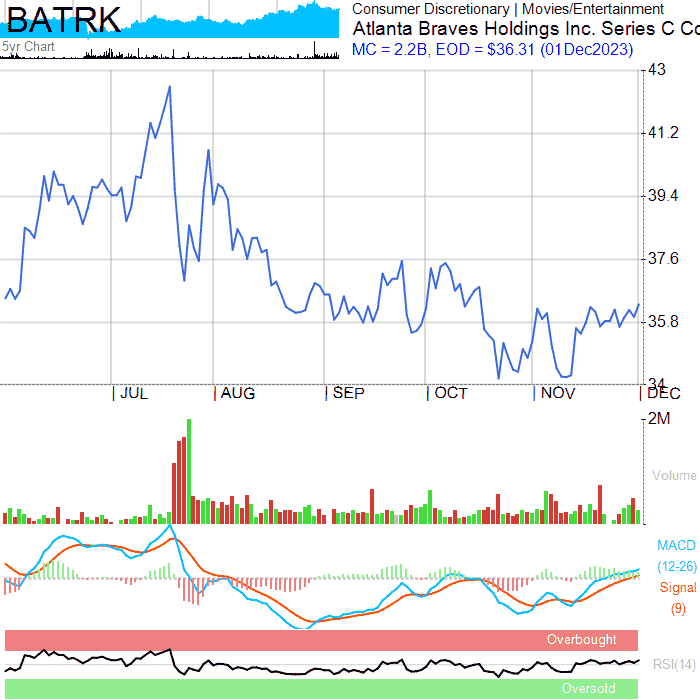 BATRK
Consumer Discretionary | Movies/Entertainment
Atlanta Braves Holdings Inc. Series C Co
5yr Chart
MC = 2.2B, EOD = $36.31 (01Dec2023)
43
41.2
39.4
37.6
35.8
34
JUL
AUG
SEP
OCT
NOV
DEC
2M
Volume
MACD
(12-26)
Signal
(9)
Overbought
RSI(14)
Oversold